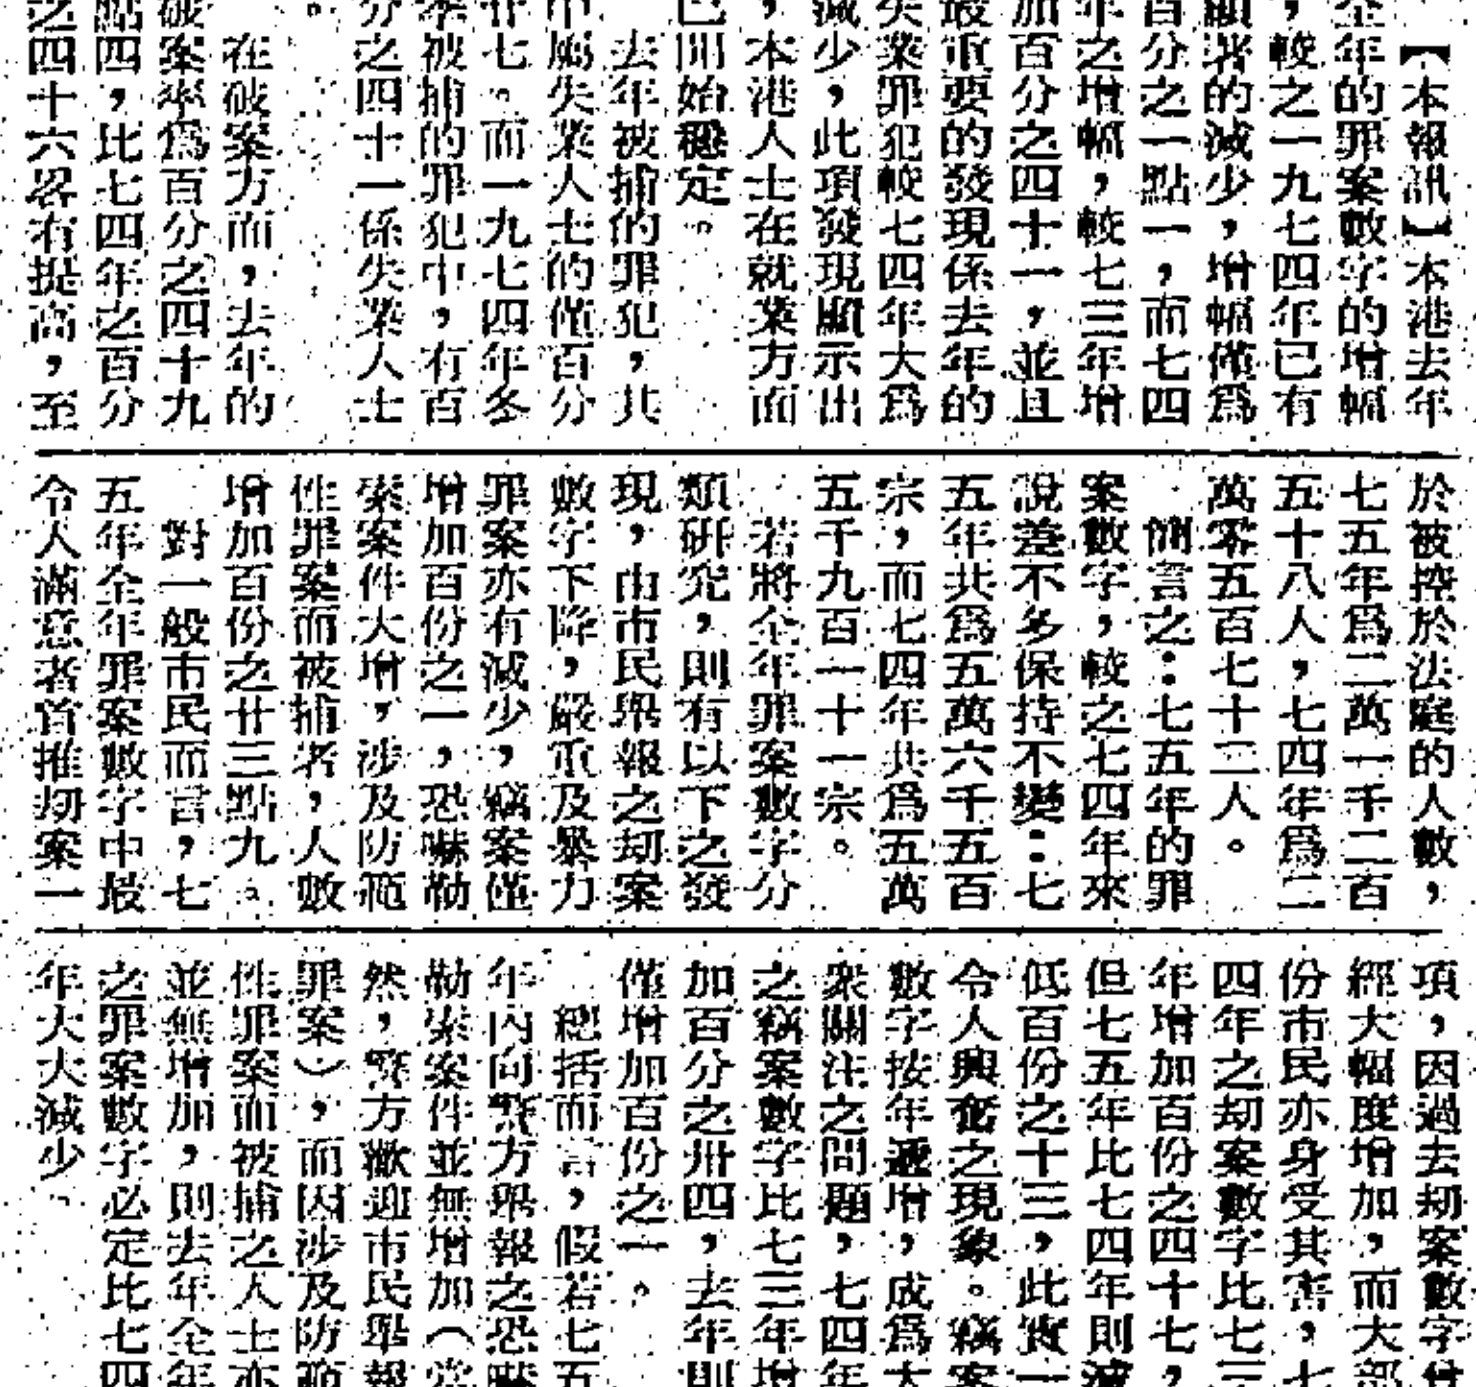 【本報訊】本港去年
全年的罪案數字的增幅
，較之一九七四年已有
顯著的減少，增幅僅為
百分之一點一，而七四
年之增幅，較七三年增
加百分之四十一，並且
最重要的發現係去年的
失業罪犯較七四年大為
減少，此項發現顯示出
，本港人士在就業方面
已開始穩定。
去年被捕的罪犯，共
中屬失業人士的僅百分
廿七。而一九七四年冬
季被捕的罪犯中，有百
分之四十一係失業人士
。
在破案方面，去年的
破案率為百分之四十九
點四，比七四年之百分
之四十六畧有提高，至
於被控於法庭的人數，
七五年為二萬一千二百
五十八人，七四年為二
萬零五百七十二人。
簡言之：七五年的罪
案數字，較之七四年來
說差不多保持不變：七
五年共為五萬六千五百
宗，而七四年共為五萬
五千九百一十一宗。
若將全年罪案數字分
類研究，則有以下之發
現，由市民舉報之刧案
數字下降，嚴重及暴力
罪案亦有減少，竊案僅
增加百份之一，恐嚇勒
索案件大增，涉及防範
性罪案而被捕者，人數
增加百份之廿三點九。
對一般市民而言，七
五年全年罪案數字中最
令人滿意者首推刧案一
項，因過去刧案數字曾
經大幅度增加，而大部
份市民亦身受其害，七
四年之刧案數字比七三
年增加百份之四十七，
但七五年比七四年則減
低百份之十三，此實一
令人興奮之現象。竊案
數字按年遞增，成為大
衆關注之問題，七四年
之竊案數字比七三年增
加百分之卅四，去年則
僅增加百份之一。
總括而言，假若七五
年內向警方舉報之恐嚇
勒索案件並無增加（當
然，警方歡迎市民舉報
罪案），而因涉及防範
性罪案而被捕之人士亦
並無增加，則去年全年
之罪案數字必定比七四
年大大減少。